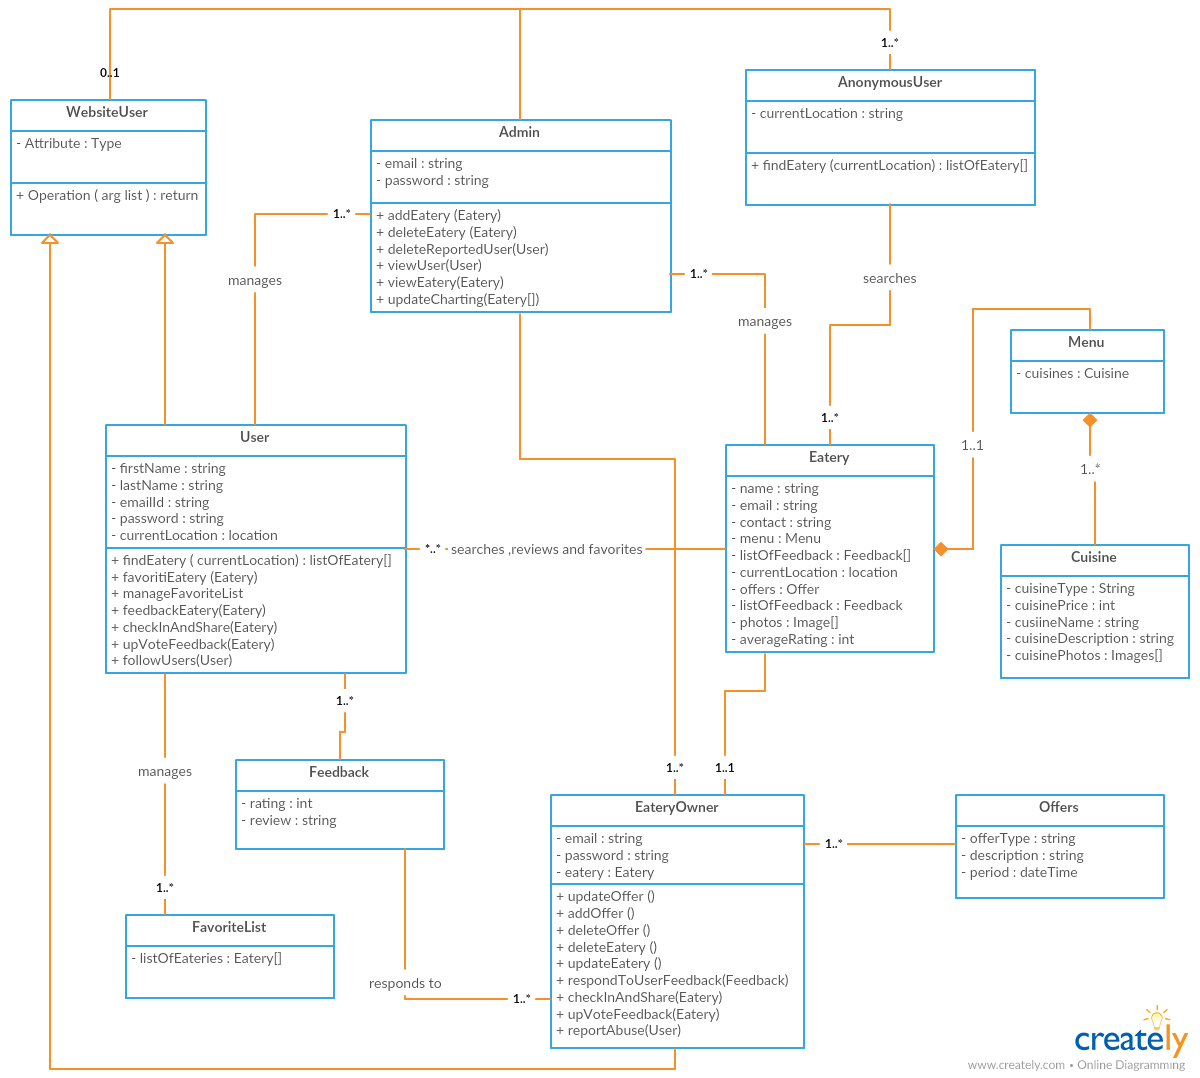 0..1
1..*
WebsiteUser
- Attribute : Type
+ Operation ( arg list ) : return
Admin
- email : string
- password : string
+ addEatery (Eatery)
+ deleteEatery (Eatery)
+ deleteReportedUser(User)
+ viewUser(User)
+ viewEatery(Eatery)
+ updateCharting(Eatery[])
AnonymousUser
- currentLocation : string
+ findEatery (currentLocation) : listOfEatery[]
1..*
manages
1..*
manages
searches
1..*
Menu
- cuisines : Cuisine
1..1
1..*
User
- firstName : string
- lastName : string
- emailId : string
- password : string
- currentLocation : location
+ findEatery ( currentLocation) : listOfEatery[]
+ favoritiEatery (Eatery)
+ manageFavoriteList
+ feedbackEatery(Eatery)
+ checkInAndShare(Eatery)
+ upVoteFeedback(Eatery)
+ followUsers(User)
*..*
searches ,reviews and favorites
Eatery
- name : string
- email : string
- contact : string
- menu : Menu
- listOfFeedback : Feedback[]
- currentLocation : location
- offers : Offer
- listOfFeedback : Feedback
- photos : Image[]
- averageRating : int
Cuisine
- cuisineType : String
- cuisinePrice : int
- cusiineName : string
- cuisineDescription : string
- cuisinePhotos : Images[]
1..*
manages
1..*
1..1
Feedback
- rating : int
- review : string
EateryOwner
- email : string
- password : string
- eatery : Eatery
+ updateOffer ()
+ addOffer ()
+ deleteOffer ()
+ deleteEatery ()
+ updateEatery ()
+ respondToUserFeedback(Feedback)
+ checkInAndShare(Eatery)
+ upVoteFeedback(Eatery)
+ reportAbuse(User)
1..*
Offers
- offerType : string
- description : string
- period : dateTime
1..*
FavoriteList
- listOfEateries : Eatery[]
responds to
1..*
creately
www.creately.com • Online Diagramming